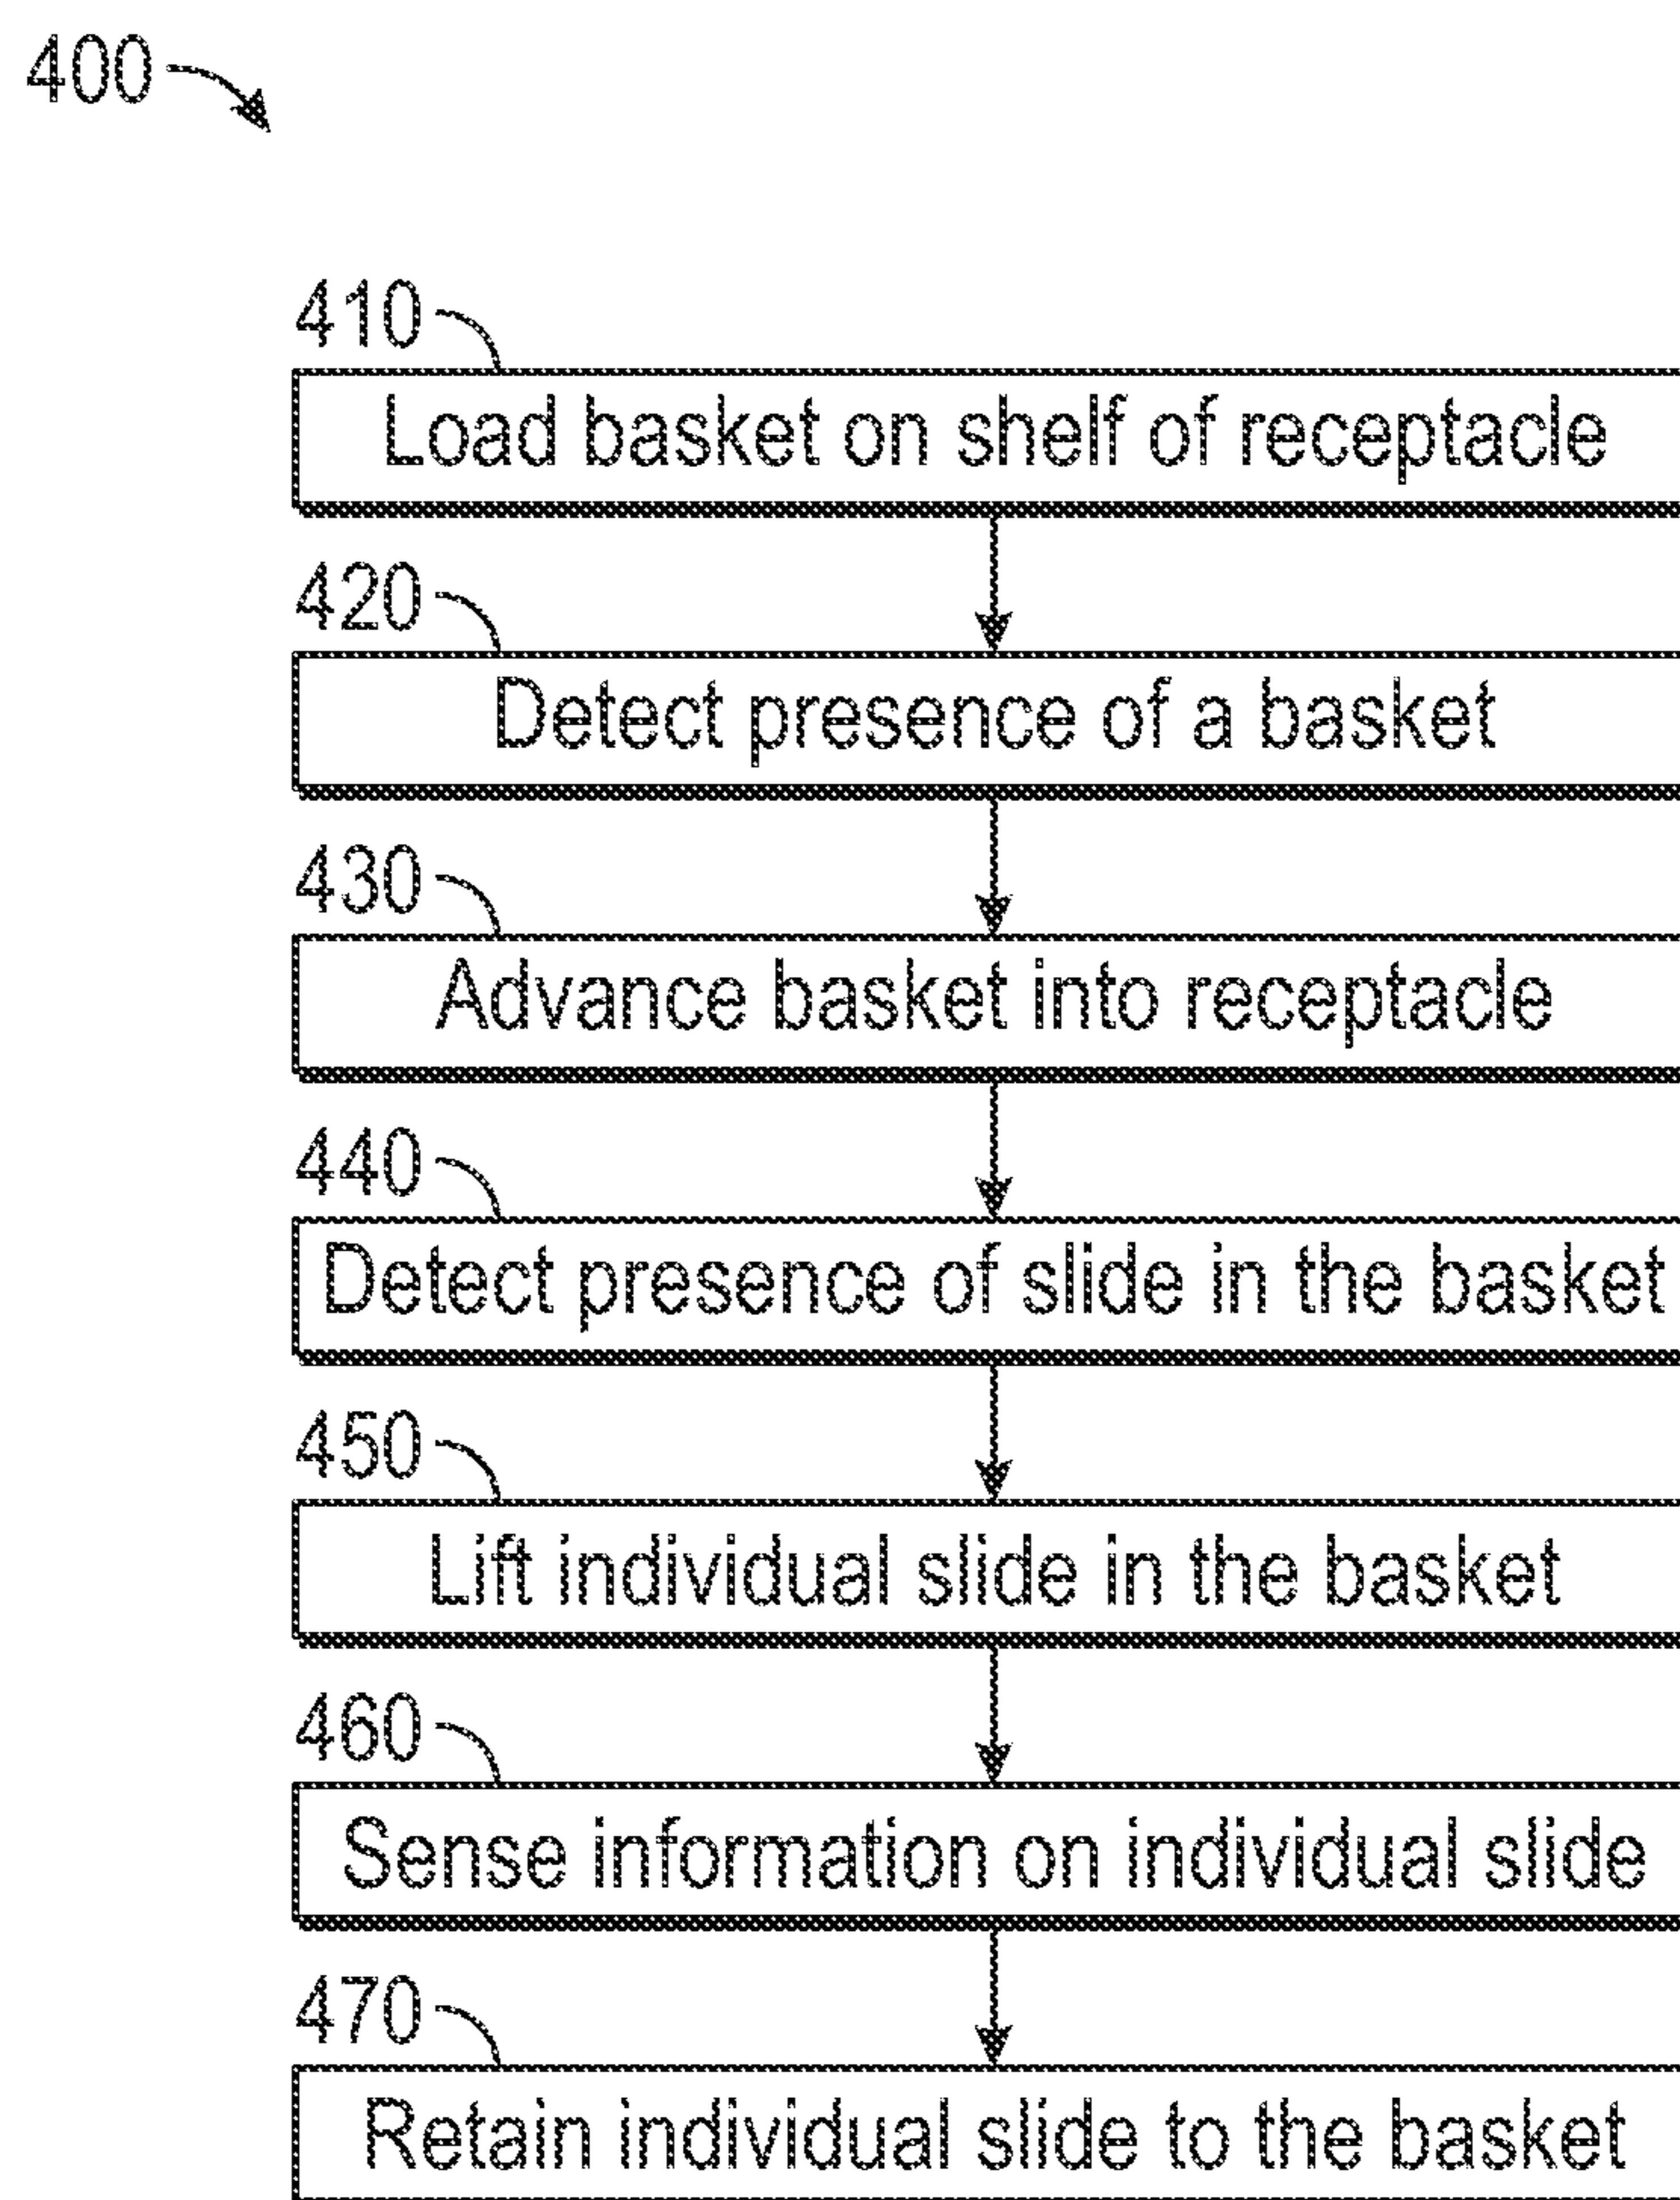 400
410
Load basket on shelf of receptacle
420
Detect presence of a basket
430
Advance basket into receptacle
440
Detect presence of slide in the basket
450
Lift individual slide in the basket
460
Sense information on individual slide
470
Retain individual slide to the basket